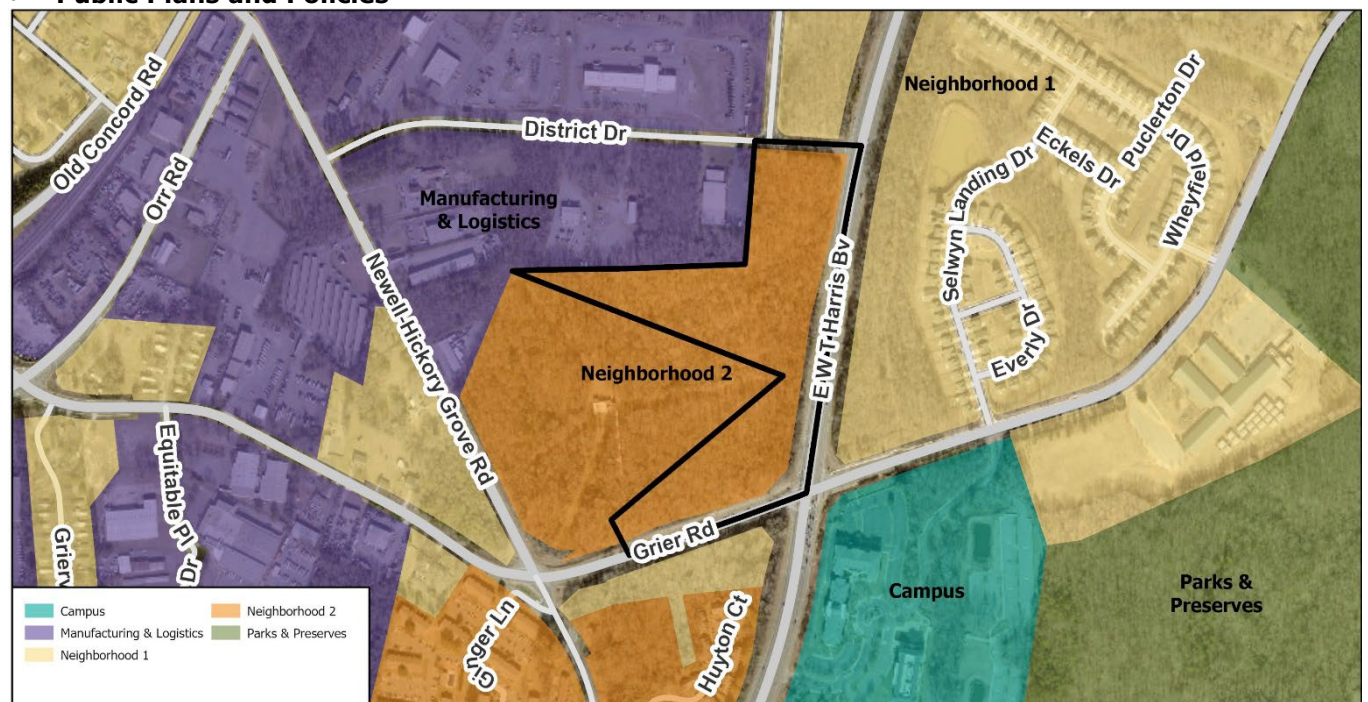 Public Plans and Policies
Old Concord Rd
Orr Rd
District Dr
Manufacturing
& Logistics
Newell-Hickory Grove Rd
Neighborhood 2
E W T Harris Bv
Neighborhood 1
Selwyn Landing Dr
Eckels Dr
Puclerton Dr
Wheyfield Dr
Everly Dr
Equitable Pl
Dr
Grier Rd
Ginger Ln
Huyton Ct
Campus
Parks &
Preserves
Campus
Manufacturing & Logistics
Neighborhood 1
Neighborhood 2
Parks & Preserves